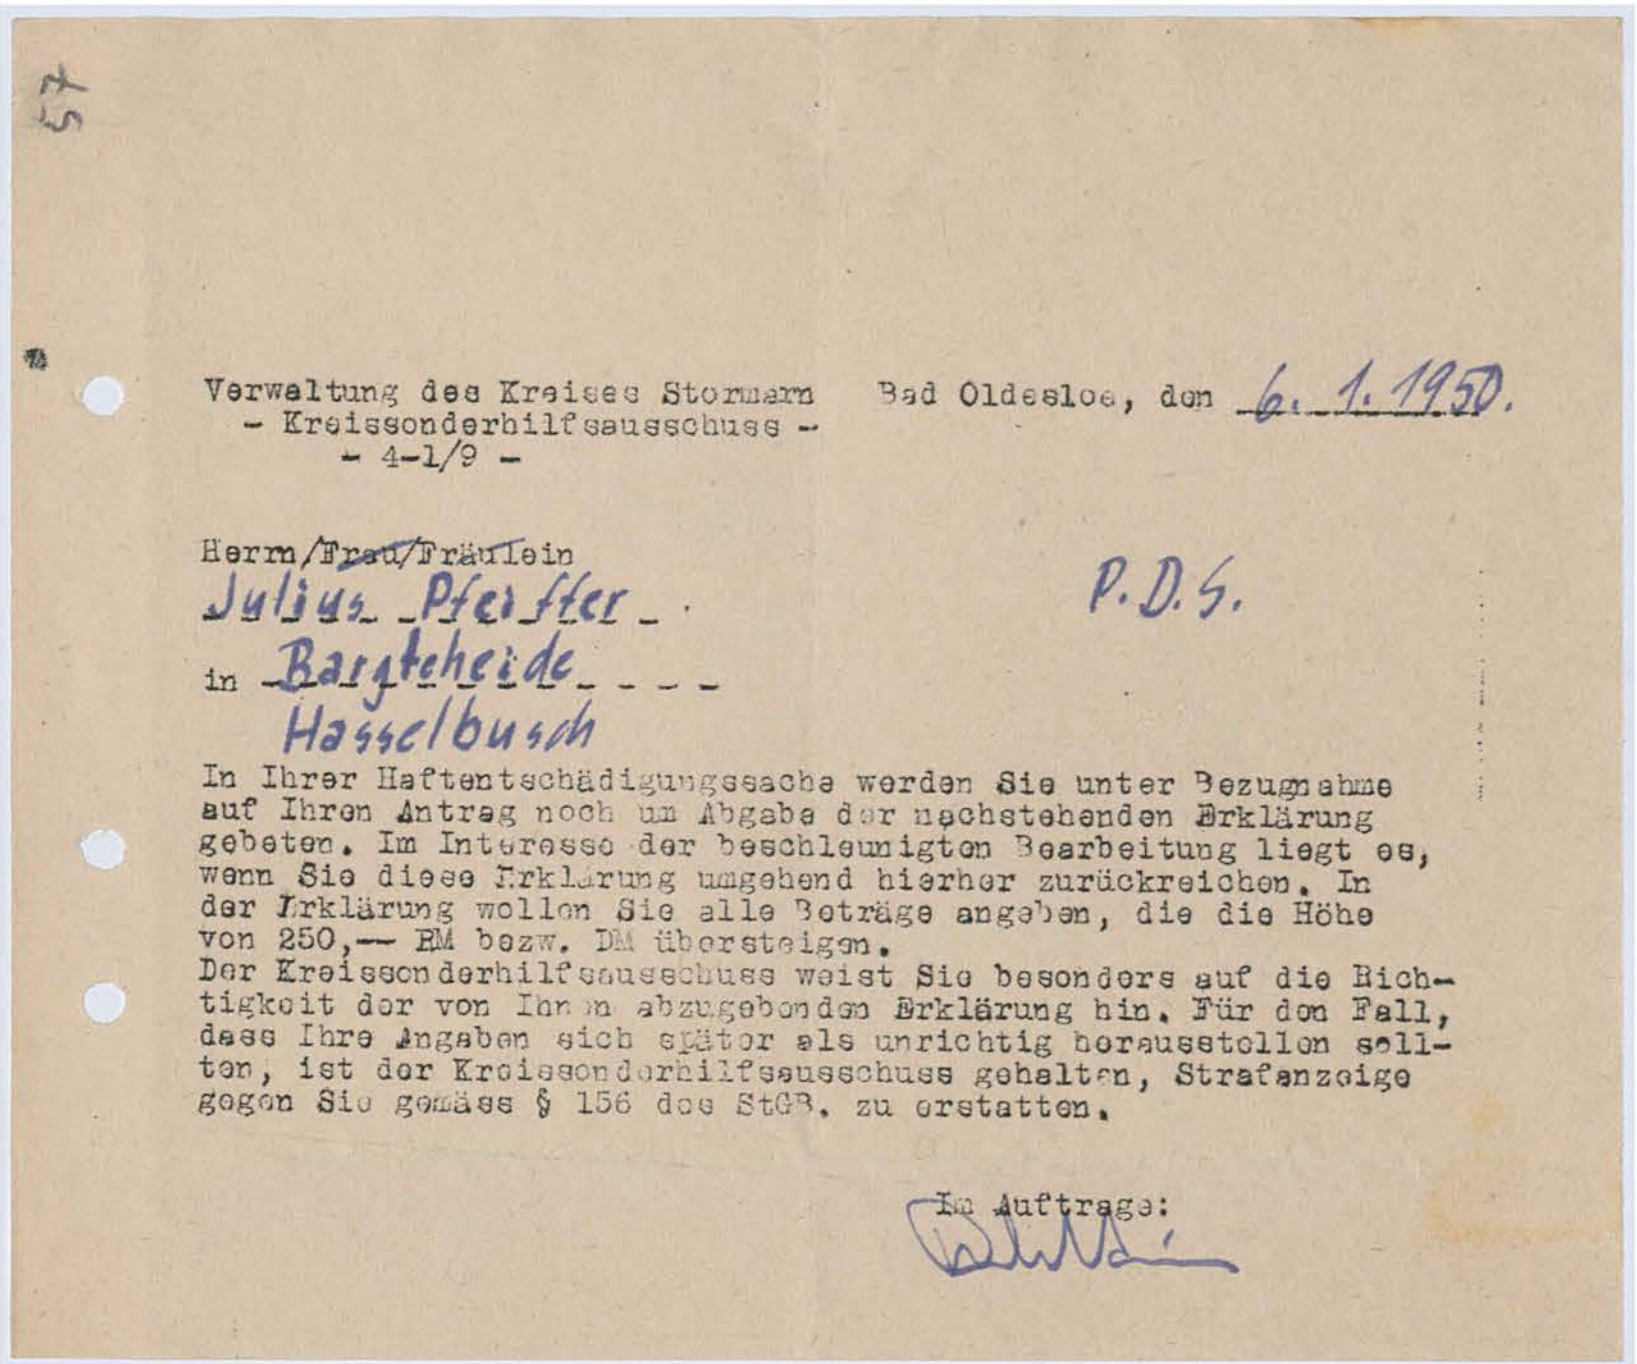 57
Verwaltung des Kreises Stormarn Bad Oldesloe, den 6. 1. 1950.
- Kreissonderhilfsausschuss -
- 4-1/9 -
Herrn/Frau/Fräulein
Julius Pfeiffer P.D.S.
in Bargteheide
Hasselbusch
In Ihrer Haftentschädigungssache werden Sie unter Bezugnahme
auf Ihren Antrag noch um Abgabe der nachstehenden Erklärung
gebeten. Im Interesse der beschleunigten Bearbeitung liegt es,
wenn Sie diese Erklärung umgehend hierher zurückreichen. In
der Erklärung wollen Sie alle Beträge angeben, die die Höhe
von 250,-- RM bezw. DM übersteigen.
Der Kreissonderhilfsausschuss weist Sie besonders auf die Rich-
tigkeit der von Ihnen abzugebenden Erklärung hin. Für den Fall,
dass Ihre Angaben sich später als unrichtig herausstellen soll-
ten, ist der Kreissonderhilfsausschuss gehalten, Strafanzeige
gegen Sie gemäss § 156 des StGB. zu erstatten.
Im Auftrage: